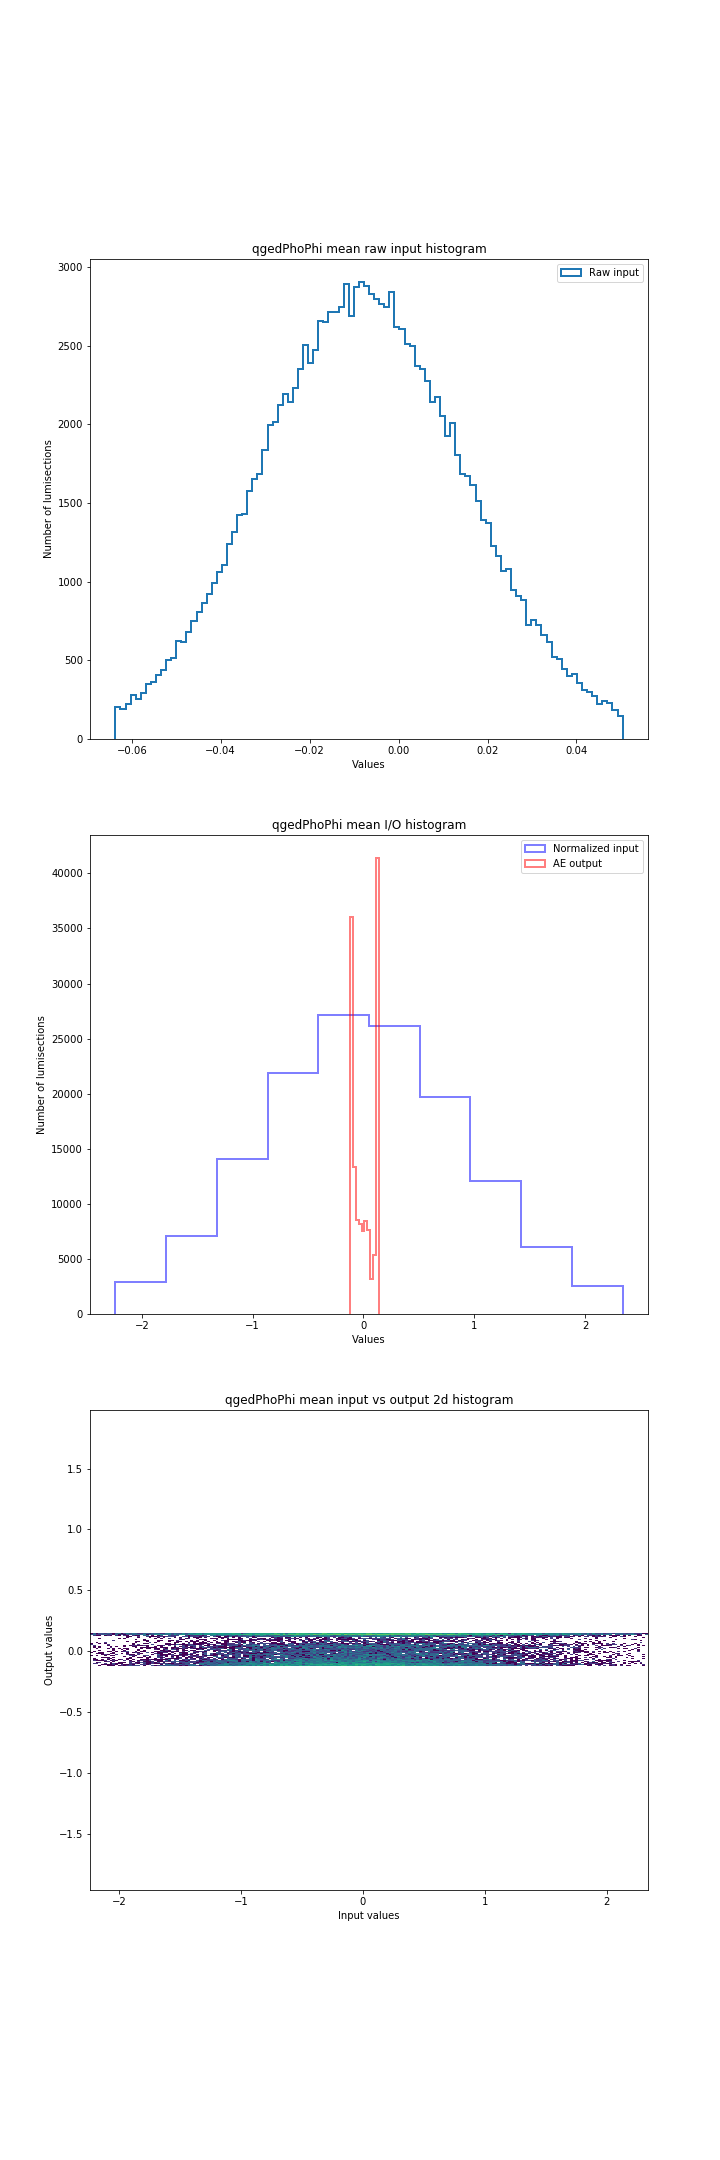 qgedPhoPhi mean raw input histogram
Raw input
3000
2500
2000
1500
1000
500
0
Number of lumisections
−0.06 −0.04 −0.02 0.00 0.02 0.04
Values
qgedPhoPhi mean I/O histogram
Normalized input
AE output
40000
35000
30000
25000
20000
15000
10000
5000
0
Number of lumisections
−2 −1 0 1 2
Values
qgedPhoPhi mean input vs output 2d histogram
1.5
1.0
0.5
0.0
−0.5
−1.0
−1.5
Output values
−2 −1 0 1 2
Input values